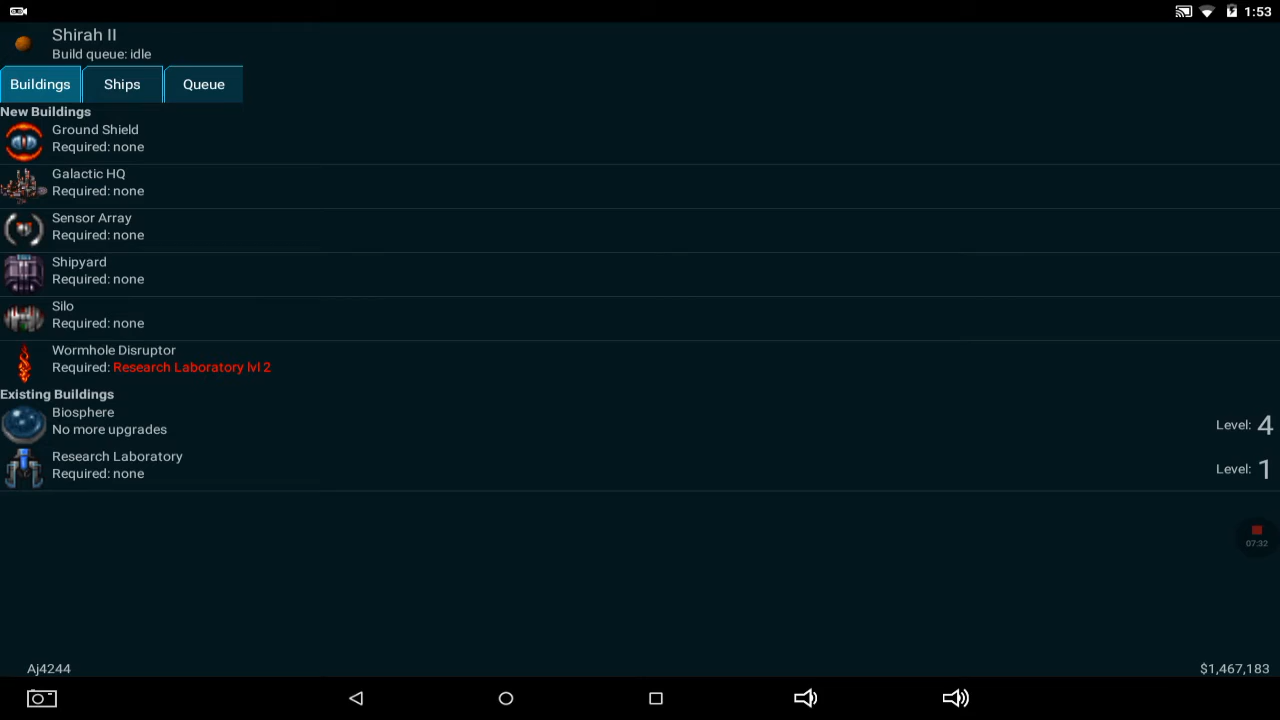 1:53
Shirah II
Build queue: idle
Buildings
Ships
Queue
New Buildings
Ground Shield
Required: none
Galactic HQ
Required: none
Sensor Array
Required: none
Shipyard
Required: none
Silo
Required: none
Wormhole Disruptor
Required: Research Laboratory lvl 2
Existing Buildings
Biosphere
No more upgrades
Level: 4
Research Laboratory
Required: none
Level: 1
07:32
Aj4244
$1,467,183